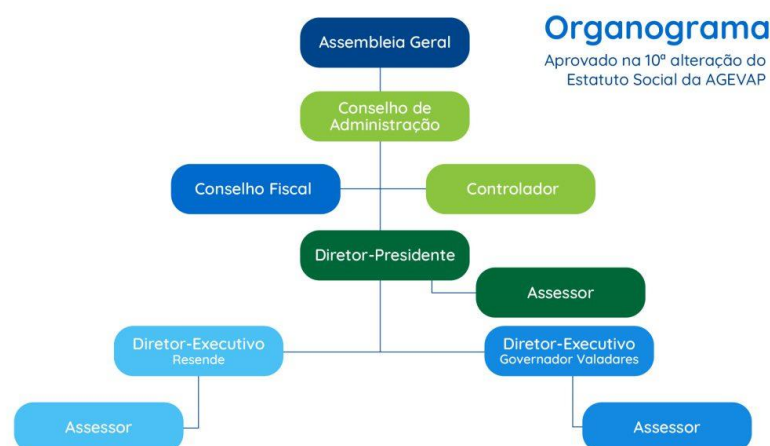 Organograma
Aprovado na 10ª alteração do
Estatuto Social da AGEVAP
Assembleia Geral
Conselho de
Administração
Conselho Fiscal
Controlador
Diretor-Presidente
Assessor
Diretor-Executivo
Resende
Diretor-Executivo
Governador Valadares
Assessor
Assessor